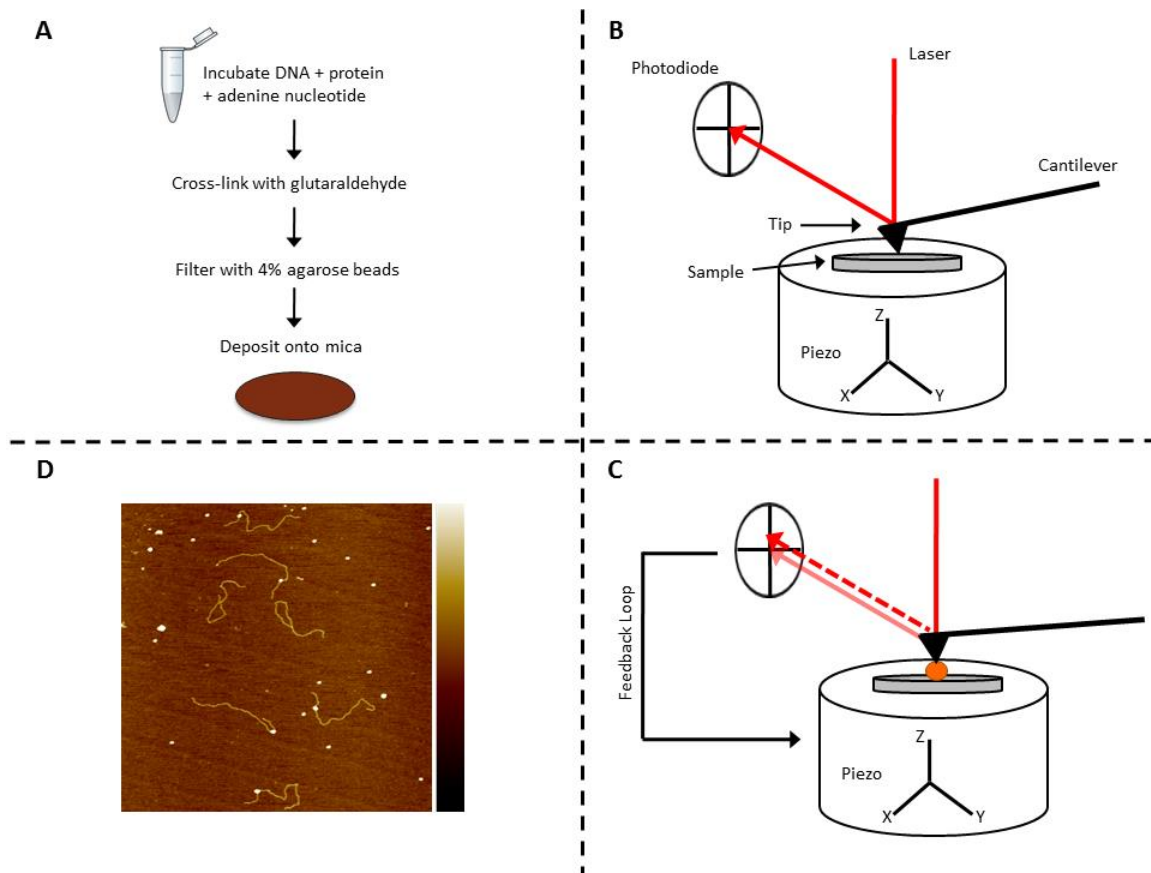 A
Incubate DNA + protein
+ adenine nucleotide
Cross-link with glutaraldehyde
Filter with 4% agarose beads
Deposit onto mica
B
Laser
Photodiode
Cantilever
Tip
Sample
Z
Piezo
X
Y
D
C
Feedback Loop
Z
Piezo
X
Y